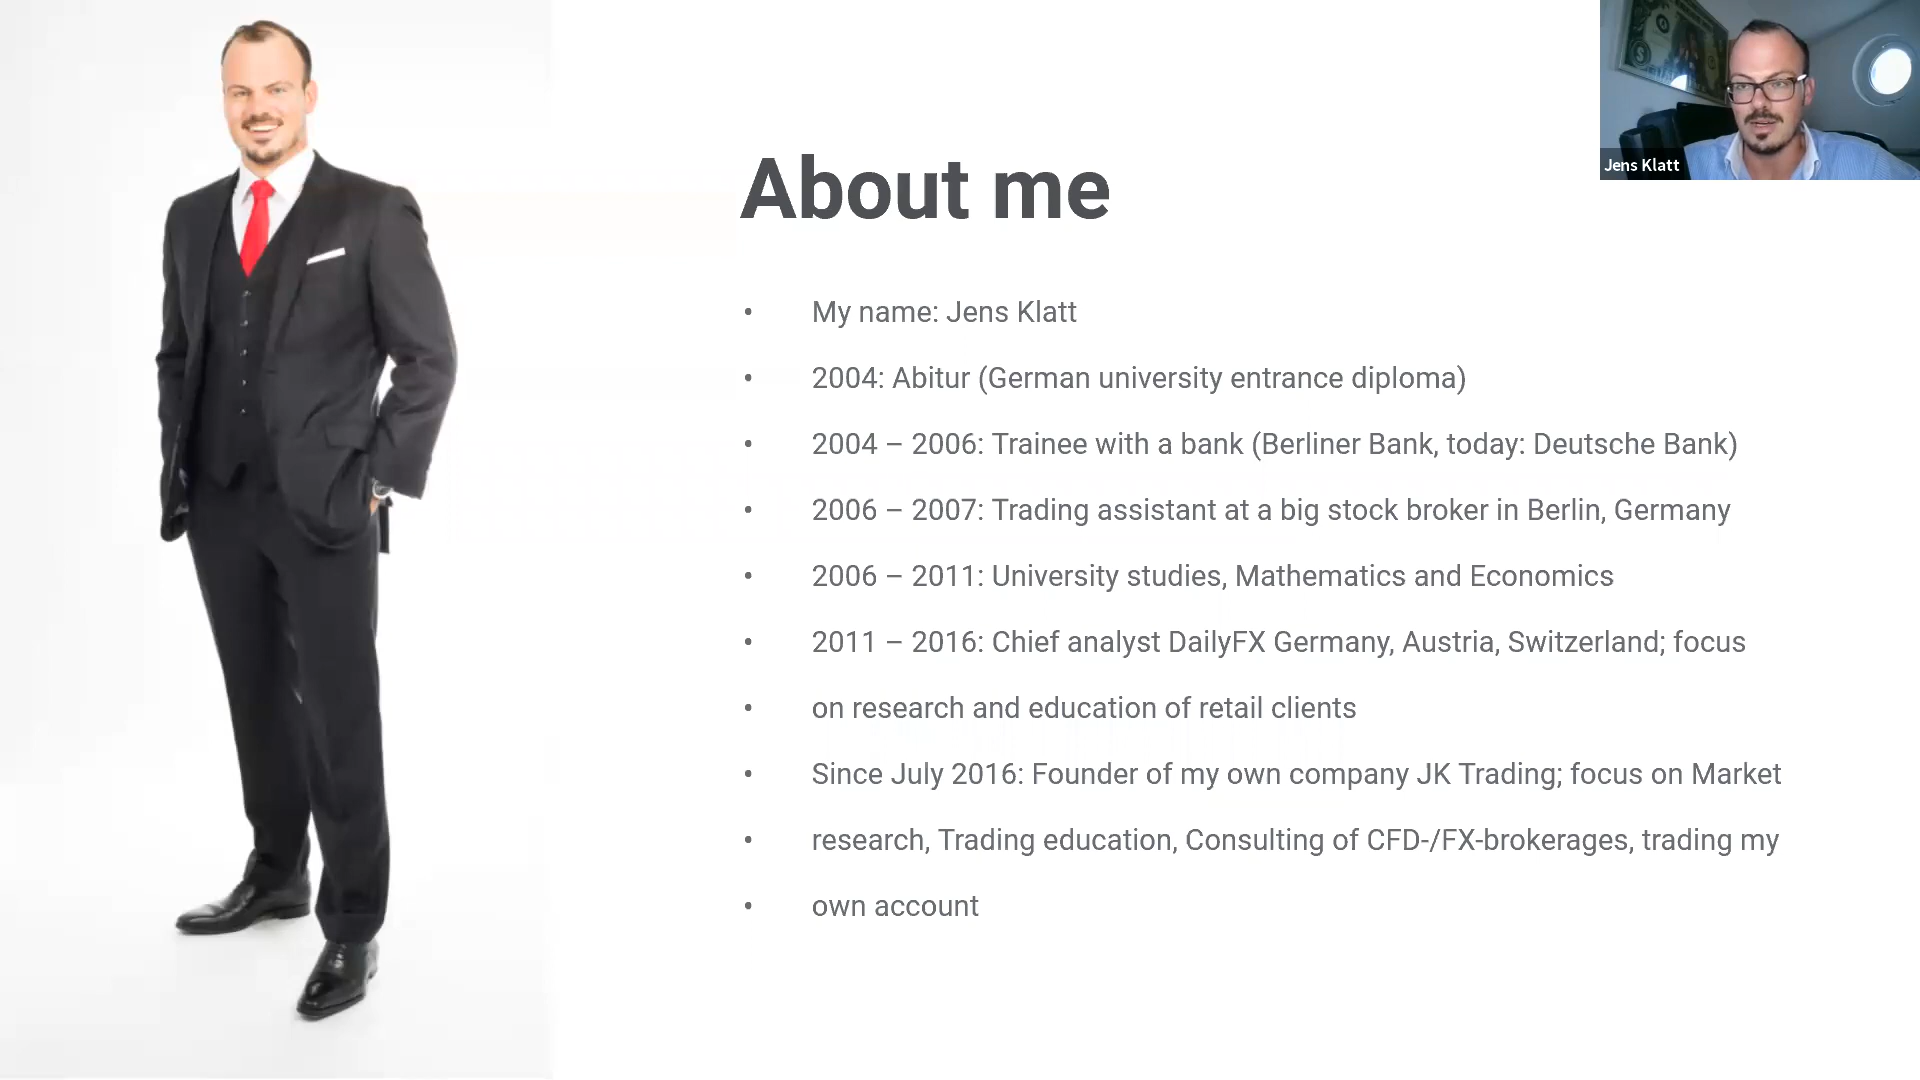 About me
Jens Klatt
• My name: Jens Klatt
• 2004: Abitur (German university entrance diploma)
• 2004 – 2006: Trainee with a bank (Berliner Bank, today: Deutsche Bank)
• 2006 – 2007: Trading assistant at a big stock broker in Berlin, Germany
• 2006 – 2011: University studies, Mathematics and Economics
• 2011 – 2016: Chief analyst DailyFX Germany, Austria, Switzerland; focus
• on research and education of retail clients
• Since July 2016: Founder of my own company JK Trading; focus on Market
• research, Trading education, Consulting of CFD-/FX-brokerages, trading my
• own account